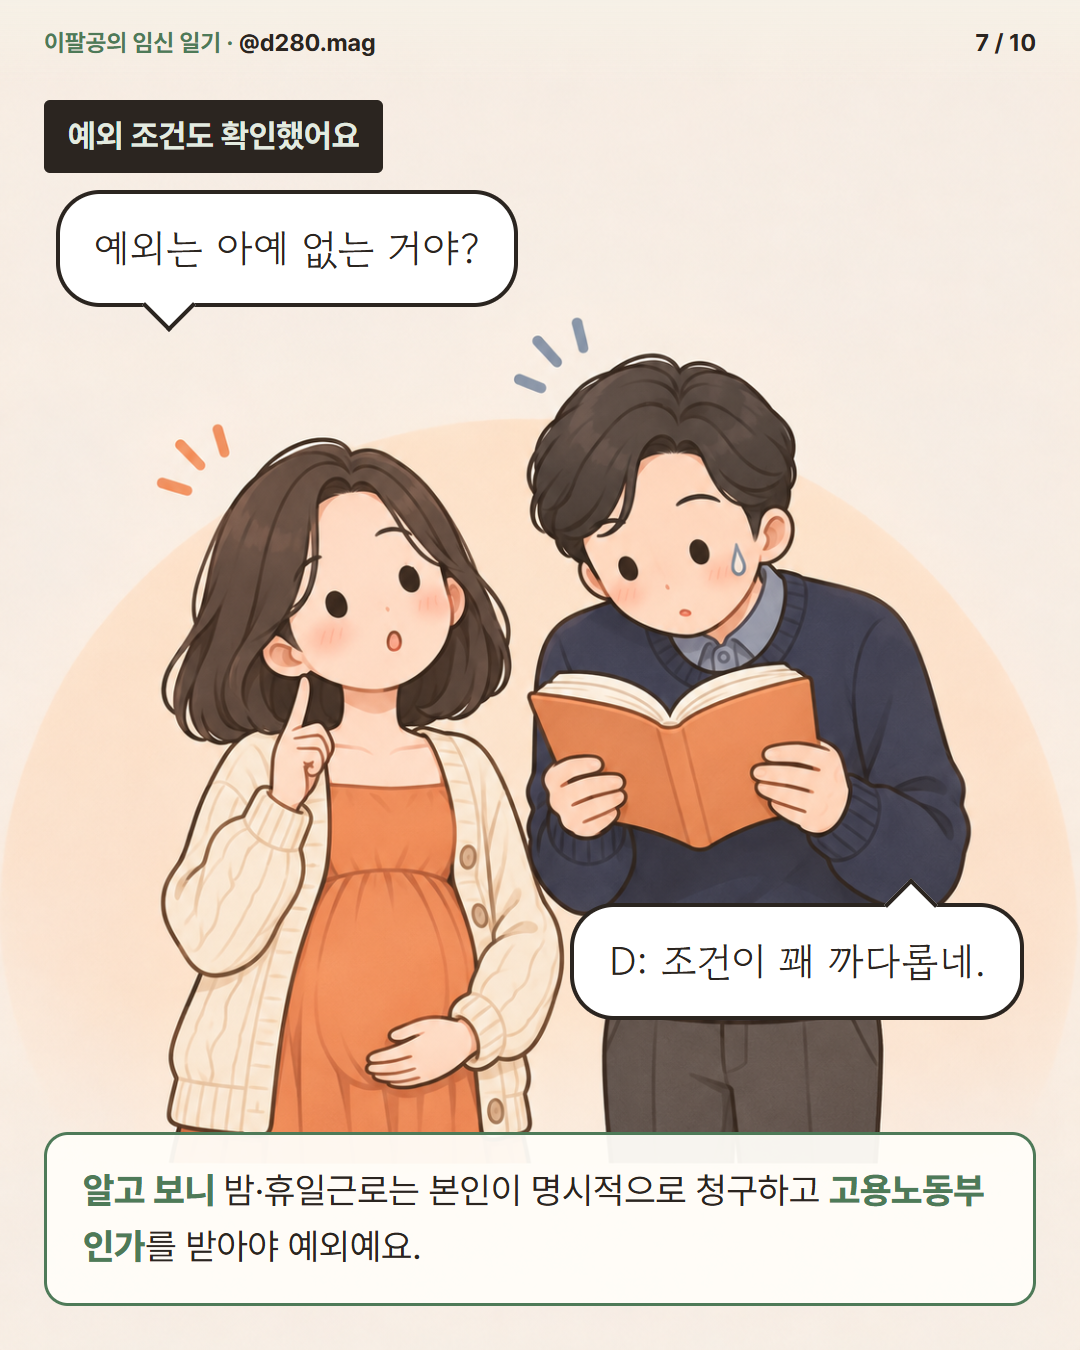 이팔공의 임신 일기 · @d280.mag
7 / 10
예외 조건도 확인했어요
예외는 아예 없는 거야?
D: 조건이 꽤 까다롭네.
알고 보니 밤·휴일근로는 본인이 명시적으로 청구하고 고용노동부
인가를 받아야 예외예요.